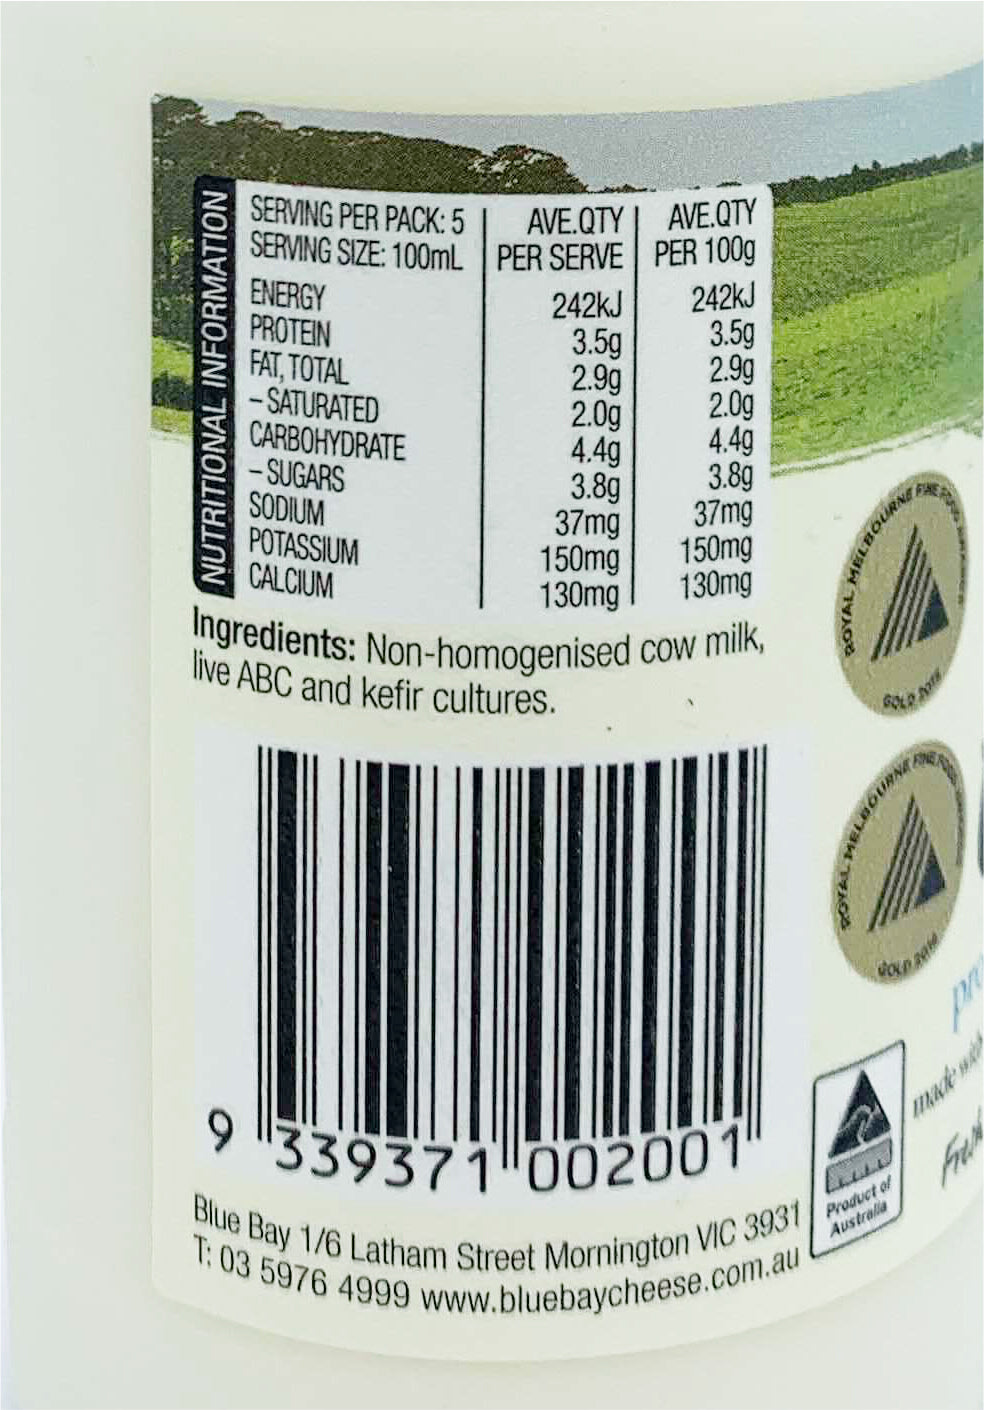 NUTRITIONAL INFORMATION
SERVING PER PACK: 5 AVE.QTY AVE.QTY
SERVING SIZE: 100mL PER SERVE PER 100g
ENERGY 242kJ 242kJ
PROTEIN 3.5g 3.5g
FAT, TOTAL 2.9g 2.9g
– SATURATED 2.0g 2.0g
CARBOHYDRATE 4.4g 4.4g
– SUGARS 3.8g 3.8g
SODIUM 37mg 37mg
POTASSIUM 150mg 150mg
CALCIUM 130mg 130mg
Ingredients: Non-homogenised cow milk,
live ABC and kefir cultures.
ROYAL MELBOURNE FINE FOOD
GOLD
ROYAL MELBOURNE FINE FOOD
GOLD
9 339371 002001
Product of
Australia
made with
Blue Bay 1/6 Latham Street Mornington VIC 3931
T: 03 5976 4999 www.bluebaycheese.com.au